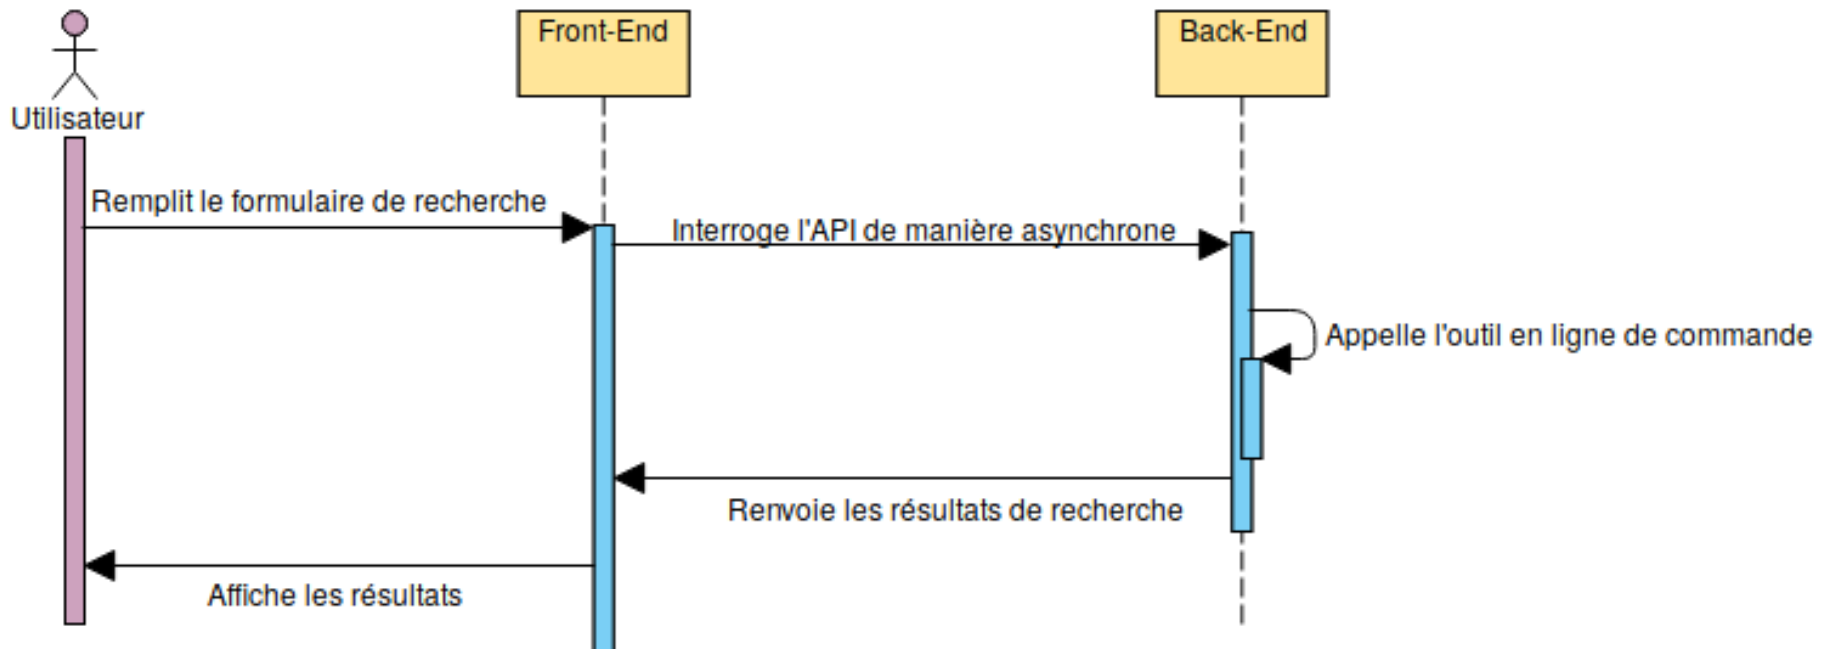 Front-End
Back-End
Utilisateur
Remplit le formulaire de recherche
Interroge l'API de manière asynchrone
Appelle l'outil en ligne de commande
Renvoie les résultats de recherche
Affiche les résultats